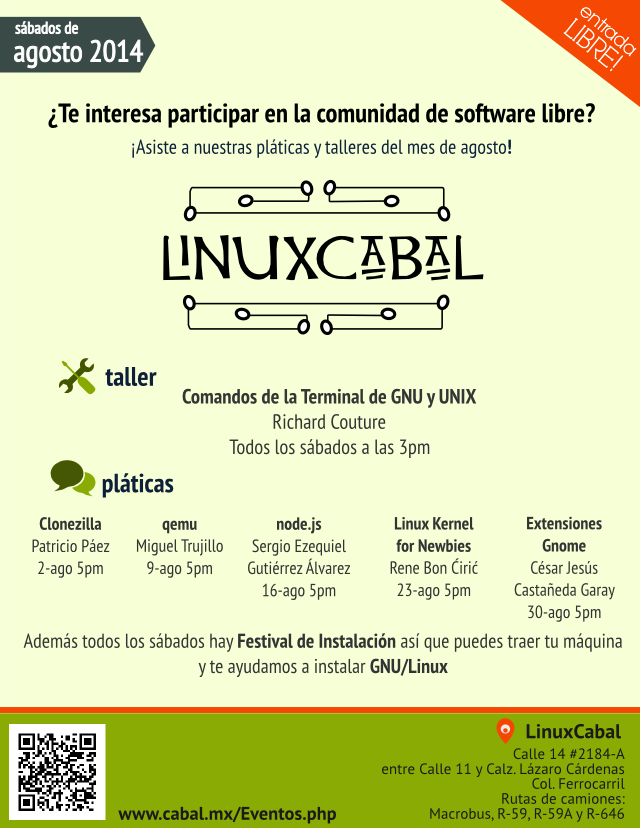 sábados de
agosto 2014
entrada
LIBRE!
¿Te interesa participar en la comunidad de software libre?
¡Asiste a nuestras pláticas y talleres del mes de agosto!
LINUXCABAL
taller
Comandos de la Terminal de GNU y UNIX
Richard Couture
Todos los sábados a las 3pm
pláticas
Clonezilla
Patricio Páez
2-ago 5pm
qemu
Miguel Trujillo
9-ago 5pm
node.js
Sergio Ezequiel
Gutiérrez Álvarez
16-ago 5pm
Linux Kernel
for Newbies
Rene Bon Ćirić
23-ago 5pm
Extensiones
Gnome
César Jesús
Castañeda Garay
30-ago 5pm
Además todos los sábados hay Festival de Instalación así que puedes traer tu máquina
y te ayudamos a instalar GNU/Linux
www.cabal.mx/Eventos.php
LinuxCabal
Calle 14 #2184-A
entre Calle 11 y Calz. Lázaro Cárdenas
Col. Ferrocarril
Rutas de camiones:
Macrobus, R-59, R-59A y R-646